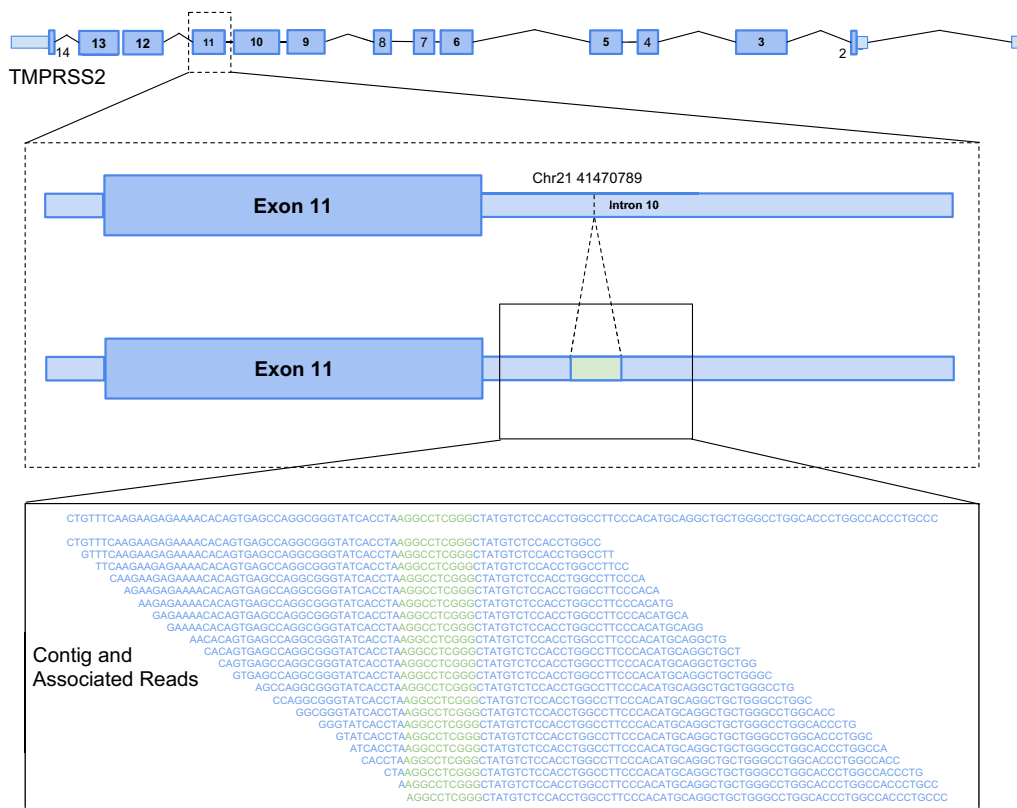 14
13
12
11
10
9
8
7
6
5
4
3
2
TMPRSS2
Chr21 41470789
Exon 11
Intron 10
Exon 11
CTGTTTCAAGAAGAGAAAACACAGTGAGCCAGGCGGGTATCACCTAAGGCCTCGGGCTATGTCTCCACCTGGCCTTCCCACATGCAGGCTGCTGGGCCTGGCACCCTGGCCACCCTGCCC
CTGTTTCAAGAAGAGAAAACACAGTGAGCCAGGCGGGTATCACCTAAGGCCTCGGGCTATGTCTCCACCTGGCC
GTTTCAAGAAGAGAAAACACAGTGAGCCAGGCGGGTATCACCTAAGGCCTCGGGCTATGTCTCCACCTGGCCTT
TTCAAGAAGAGAAAACACAGTGAGCCAGGCGGGTATCACCTAAGGCCTCGGGCTATGTCTCCACCTGGCCTTCC
CAAGAAGAGAAAACACAGTGAGCCAGGCGGGTATCACCTAAGGCCTCGGGCTATGTCTCCACCTGGCCTTCCCA
AGAAGAGAAAACACAGTGAGCCAGGCGGGTATCACCTAAGGCCTCGGGCTATGTCTCCACCTGGCCTTCCCACA
AAGAGAAAACACAGTGAGCCAGGCGGGTATCACCTAAGGCCTCGGGCTATGTCTCCACCTGGCCTTCCCACATG
GAGAAAACACAGTGAGCCAGGCGGGTATCACCTAAGGCCTCGGGCTATGTCTCCACCTGGCCTTCCCACATGCA
GAAAACACAGTGAGCCAGGCGGGTATCACCTAAGGCCTCGGGCTATGTCTCCACCTGGCCTTCCCACATGCAGG
AACACAGTGAGCCAGGCGGGTATCACCTAAGGCCTCGGGCTATGTCTCCACCTGGCCTTCCCACATGCAGGCTG
CACAGTGAGCCAGGCGGGTATCACCTAAGGCCTCGGGCTATGTCTCCACCTGGCCTTCCCACATGCAGGCTGCT
CAGTGAGCCAGGCGGGTATCACCTAAGGCCTCGGGCTATGTCTCCACCTGGCCTTCCCACATGCAGGCTGCTGG
GTGAGCCAGGCGGGTATCACCTAAGGCCTCGGGCTATGTCTCCACCTGGCCTTCCCACATGCAGGCTGCTGGGC
AGCCAGGCGGGTATCACCTAAGGCCTCGGGCTATGTCTCCACCTGGCCTTCCCACATGCAGGCTGCTGGGCCTG
CCAGGCGGGTATCACCTAAGGCCTCGGGCTATGTCTCCACCTGGCCTTCCCACATGCAGGCTGCTGGGCCTGGC
GGCGGGTATCACCTAAGGCCTCGGGCTATGTCTCCACCTGGCCTTCCCACATGCAGGCTGCTGGGCCTGGCACC
GGGTATCACCTAAGGCCTCGGGCTATGTCTCCACCTGGCCTTCCCACATGCAGGCTGCTGGGCCTGGCACCCTG
GTATCACCTAAGGCCTCGGGCTATGTCTCCACCTGGCCTTCCCACATGCAGGCTGCTGGGCCTGGCACCCTGGC
ATCACCTAAGGCCTCGGGCTATGTCTCCACCTGGCCTTCCCACATGCAGGCTGCTGGGCCTGGCACCCTGGCCA
CACCTAAGGCCTCGGGCTATGTCTCCACCTGGCCTTCCCACATGCAGGCTGCTGGGCCTGGCACCCTGGCCACC
CTAAGGCCTCGGGCTATGTCTCCACCTGGCCTTCCCACATGCAGGCTGCTGGGCCTGGCACCCTGGCCACCCTG
AAGGCCTCGGGCTATGTCTCCACCTGGCCTTCCCACATGCAGGCTGCTGGGCCTGGCACCCTGGCCACCCTGCC
AGGCCTCGGGCTATGTCTCCACCTGGCCTTCCCACATGCAGGCTGCTGGGCCTGGCACCCTGGCCACCCTGCCC
Contig and
Associated Reads